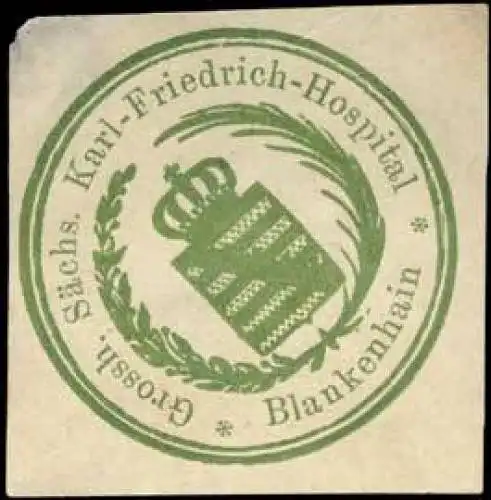 Grossh. Sächs. Karl-Friedrich-Hospital
* Blankenhain *